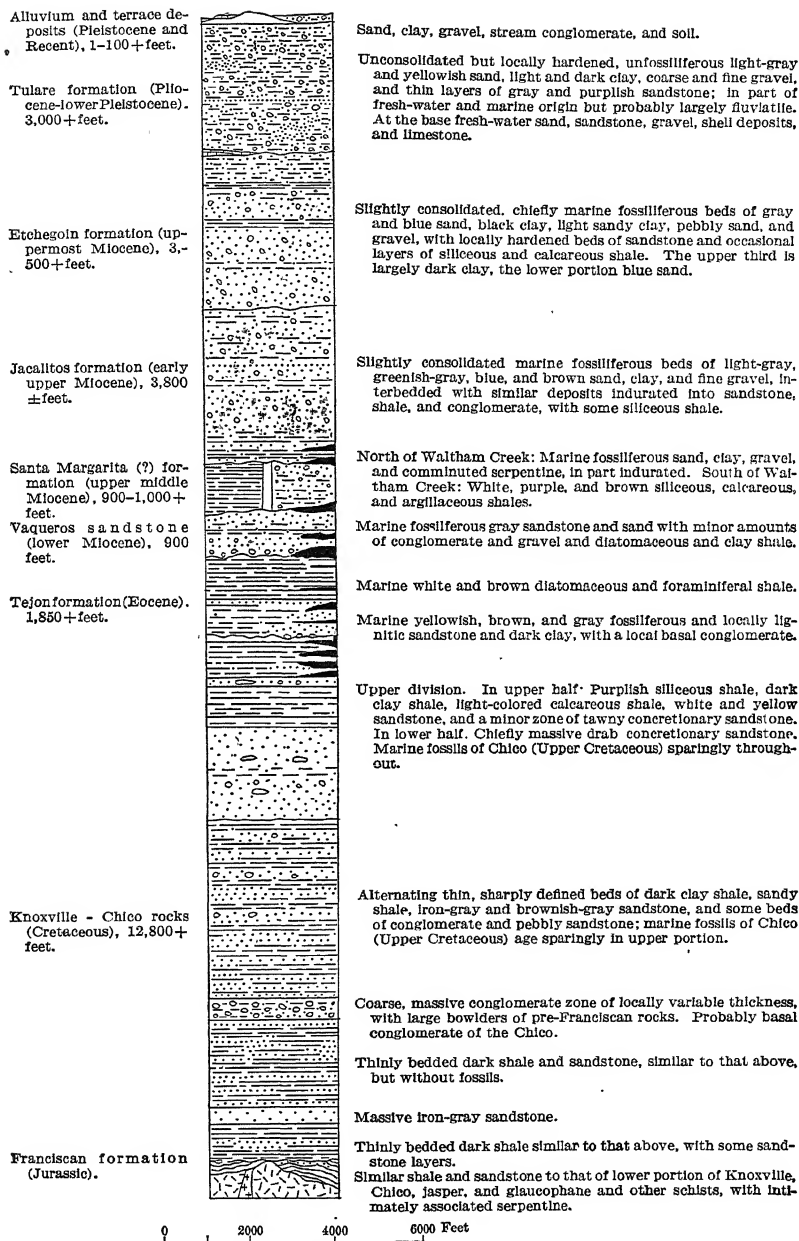 Alluvium and terrace de-
posits (Pleistocene and
Recent), 1-100+feet.
Sand, clay, gravel, stream conglomerate, and soil.
Tulare formation (Plio-
cene-lower Pleistocene).
3,000+feet.
Unconsolidated but locally hardened, unfossiliferous light-gray
and yellowish sand, light and dark clay, coarse and fine gravel,
and thin layers of gray and purplish sandstone; in part of
fresh-water and marine origin but probably largely fluviatile.
At the base fresh-water sand, sandstone, gravel, shell deposits,
and limestone.
Etchegoin formation (up-
permost Miocene), 3,-
500+feet.
Slightly consolidated. chiefly marine fossiliferous beds of gray
and blue sand, black clay, light sandy clay, pebbly sand, and
gravel, with locally hardened beds of sandstone and occasional
layers of siliceous and calcareous shale. The upper third is
largely dark clay, the lower portion blue sand.
Jacalitos formation (early
upper Miocene), 3,800
±feet.
Slightly consolidated marine fossiliferous beds of light-gray,
greenish-gray, blue, and brown sand, clay, and fine gravel, in-
terbedded with similar deposits indurated into sandstone,
shale, and conglomerate, with some siliceous shale.
Santa Margarita (?) for-
mation (upper middle
Miocene), 900-1,000+
feet.
North of Waltham Creek: Marine fossiliferous sand, clay, gravel,
and comminuted serpentine, in part indurated. South of Wal-
tham Creek: White, purple, and brown siliceous, calcareous,
and argillaceous shales.
Vaqueros sandstone
(lower Miocene), 900
feet.
Marine fossiliferous gray sandstone and sand with minor amounts
of conglomerate and gravel and diatomaceous and clay shale.
Tejon formation (Eocene).
1,850+feet.
Marine white and brown diatomaceous and foraminiferal shale.
Marine yellowish, brown, and gray fossiliferous and locally lig-
nitic sandstone and dark clay, with a local basal conglomerate.
Upper division. In upper half· Purplish siliceous shale, dark
clay shale, light-colored calcareous shale, white and yellow
sandstone, and a minor zone of tawny concretionary sandstone.
In lower half. Chiefly massive drab concretionary sandstone.
Marine fossils of Chico (Upper Cretaceous) sparingly through-
out.
Knoxville - Chico rocks
(Cretaceous), 12,800+
feet.
Alternating thin, sharply defined beds of dark clay shale, sandy
shale, iron-gray and brownish-gray sandstone, and some beds
of conglomerate and pebbly sandstone; marine fossils of Chico
(Upper Cretaceous) age sparingly in upper portion.
Coarse, massive conglomerate zone of locally variable thickness,
with large bowlders of pre-Franciscan rocks. Probably basal
conglomerate of the Chico.
Thinly bedded dark shale and sandstone, similar to that above,
but without fossils.
Massive iron-gray sandstone.
Thinly bedded dark shale similar to that above, with some sand-
stone layers.
Franciscan formation
(Jurassic).
Similar shale and sandstone to that of lower portion of Knoxville,
Chico, jasper, and glaucophane and other schists, with inti-
mately associated serpentine.
0 2000 4000 6000 Feet